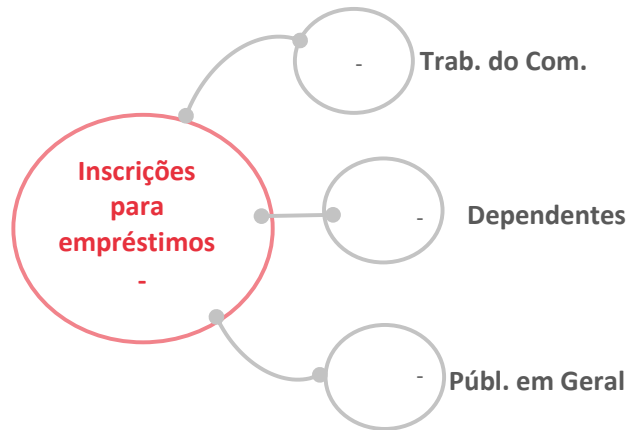 - Trab. do Com.
Inscrições
para
empréstimos
-
- Dependentes
- Públ. em Geral